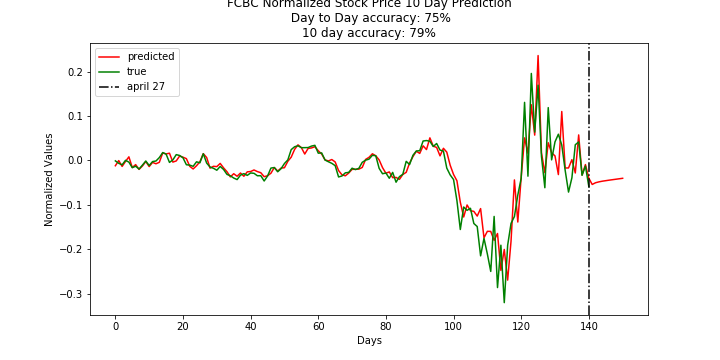 FCBC Normalized Stock Price 10 Day Prediction
Day to Day accuracy: 75%
10 day accuracy: 79%
predicted
true
april 27
Normalized Values
0.2
0.1
0.0
−0.1
−0.2
−0.3
0 20 40 60 80 100 120 140
Days